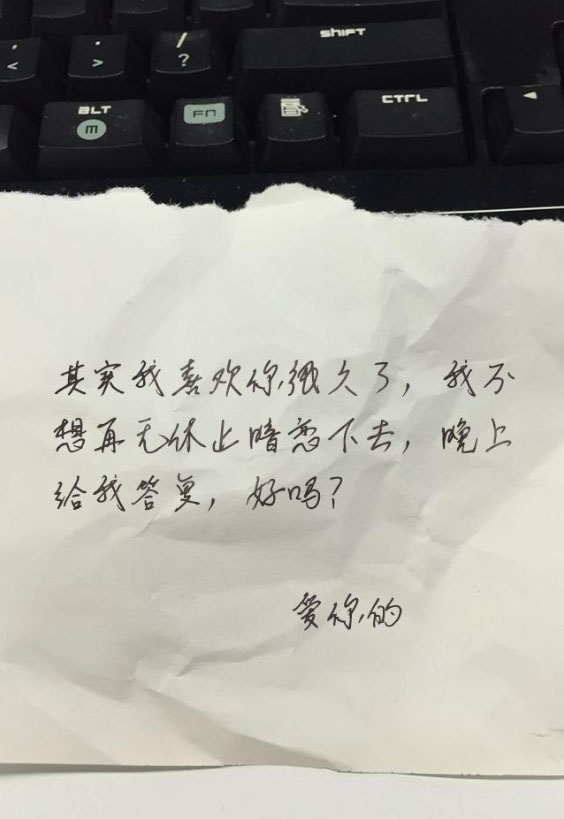 SHIFT
< > / ?
ALT FN CTRL
M
其实我喜欢你很久了，我不
想再无休止暗恋下去，晚上
给我答复，好吗？
爱你的